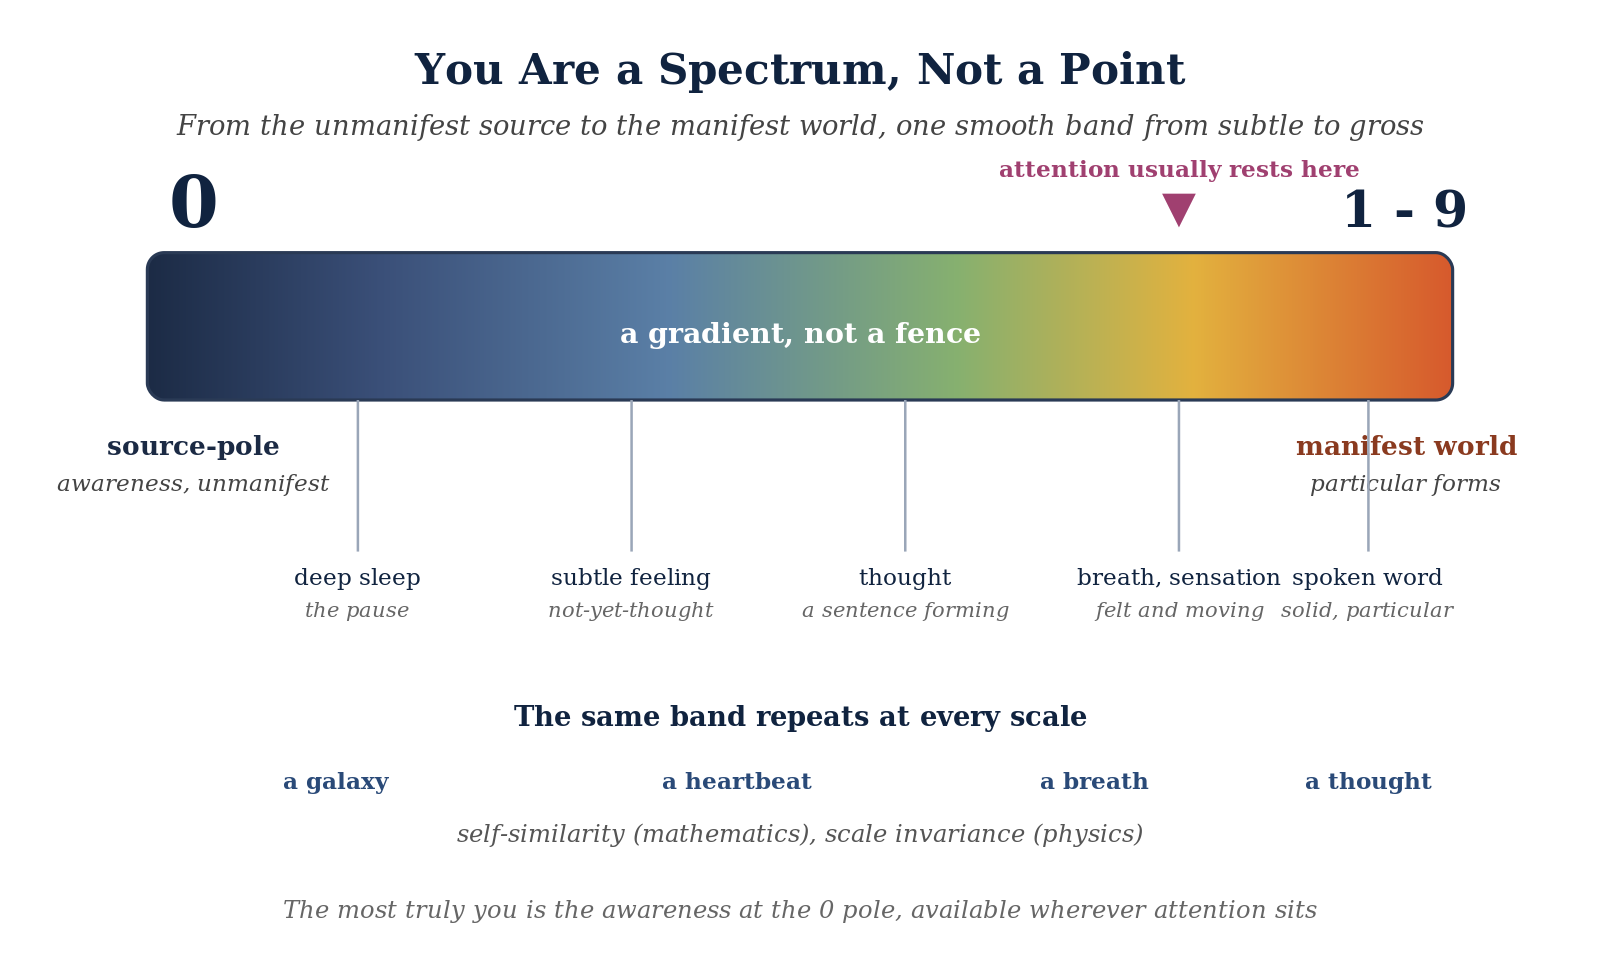 You Are a Spectrum, Not a Point
From the unmanifest source to the manifest world, one smooth band from subtle to gross
attention usually rests here
0
1 - 9
a gradient, not a fence
source-pole
manifest world
awareness, unmanifest
particular forms
deep sleep
subtle feeling
thought
breath, sensation
spoken word
the pause
not-yet-thought
a sentence forming
felt and moving
solid, particular
The same band repeats at every scale
a galaxy
a heartbeat
a breath
a thought
self-similarity (mathematics), scale invariance (physics)
The most truly you is the awareness at the 0 pole, available wherever attention sits